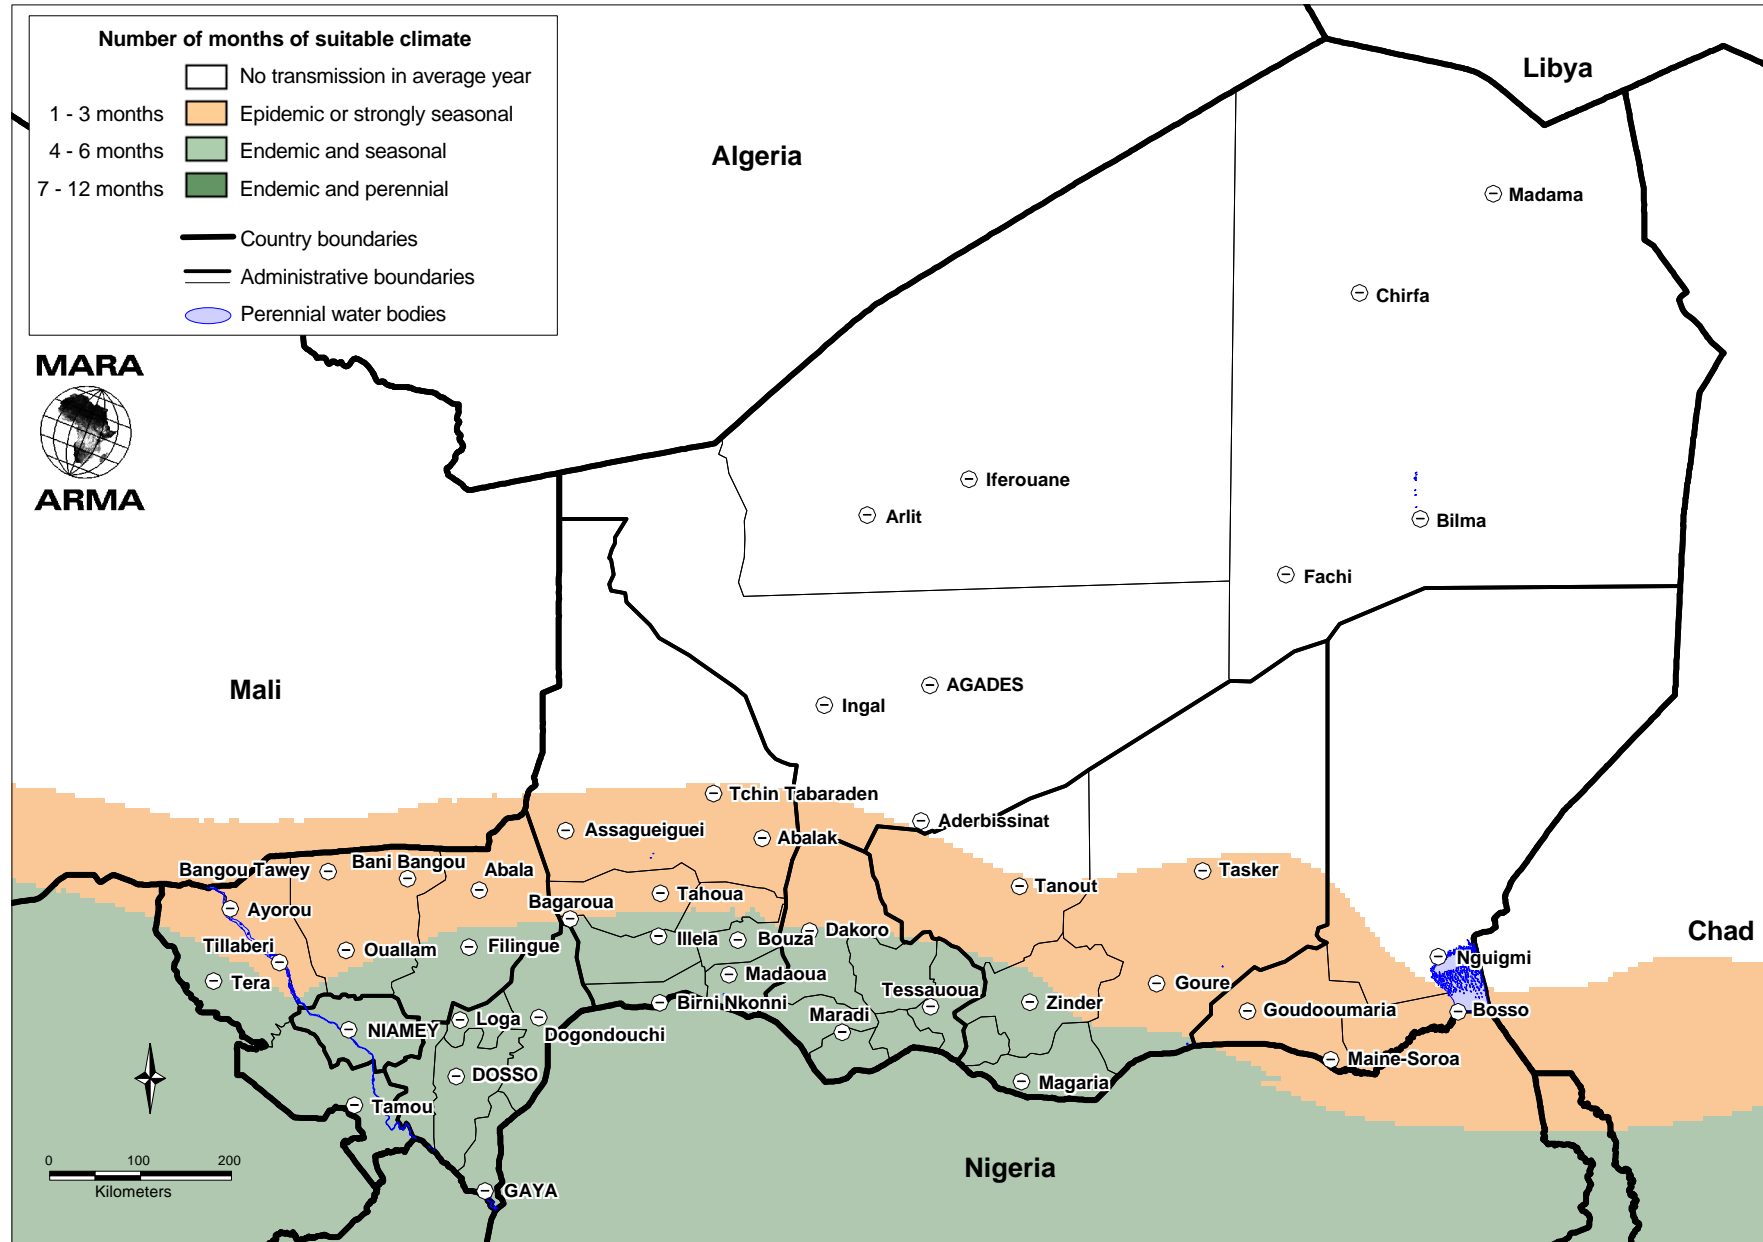 Number of months of suitable climate
No transmission in average year
1 - 3 months Epidemic or strongly seasonal
4 - 6 months Endemic and seasonal
7 - 12 months Endemic and perennial
Country boundaries
Administrative boundaries
Perennial water bodies
MARA
ARMA
Libya
Algeria
Madama
Chirfa
Iferouane
Arlit
Bilma
Fachi
Mali
AGADES
Ingal
Tchin Tabaraden
Aderbissinat
Assagueiguei
Abalak
Bangou Tawey
Bani Bangou
Abala
Tahoua
Tanout
Tasker
Bagaroua
Ayorou
Dakoro
Chad
Tillaberi
Ouallam
Filingue
Illela
Bouza
Nguigmi
Tera
Madaoua
Goure
Tessauoua
Birni,Nkonni
Zinder
Goudooumaria
Bosso
NIAMEY
Loga
Dogondouchi
Maradi
Maine-Soroa
DOSSO
Magaria
Tamou
0 100 200
Kilometers
Nigeria
GAYA